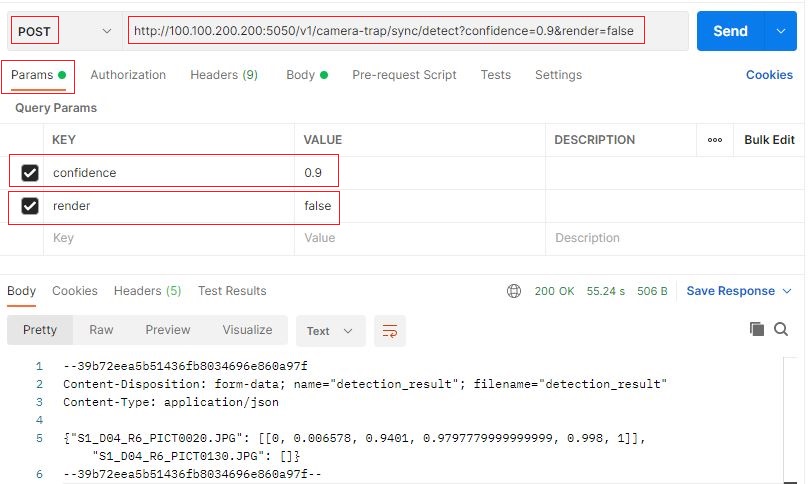 POST http://100.100.200.200:5050/v1/camera-trap/sync/detect?confidence=0.9&render=false Send
Params Authorization Headers (9) Body Pre-request Script Tests Settings Cookies
Query Params
KEY VALUE DESCRIPTION ooo Bulk Edit
confidence 0.9
render false
Key Value Description
Body Cookies Headers (5) Test Results 200 OK 55.24 s 506 B Save Response
Pretty Raw Preview Visualize Text
1 --39b72eea5b51436fb8034696e860a97f
2 Content-Disposition: form-data; name="detection_result"; filename="detection_result"
3 Content-Type: application/json
4
5 {"S1_D04_R6_PICT0020.JPG": [[0, 0.006578, 0.9401, 0.9797779999999999, 0.998, 1]],
"S1_D04_R6_PICT0130.JPG": []}
6 --39b72eea5b51436fb8034696e860a97f--